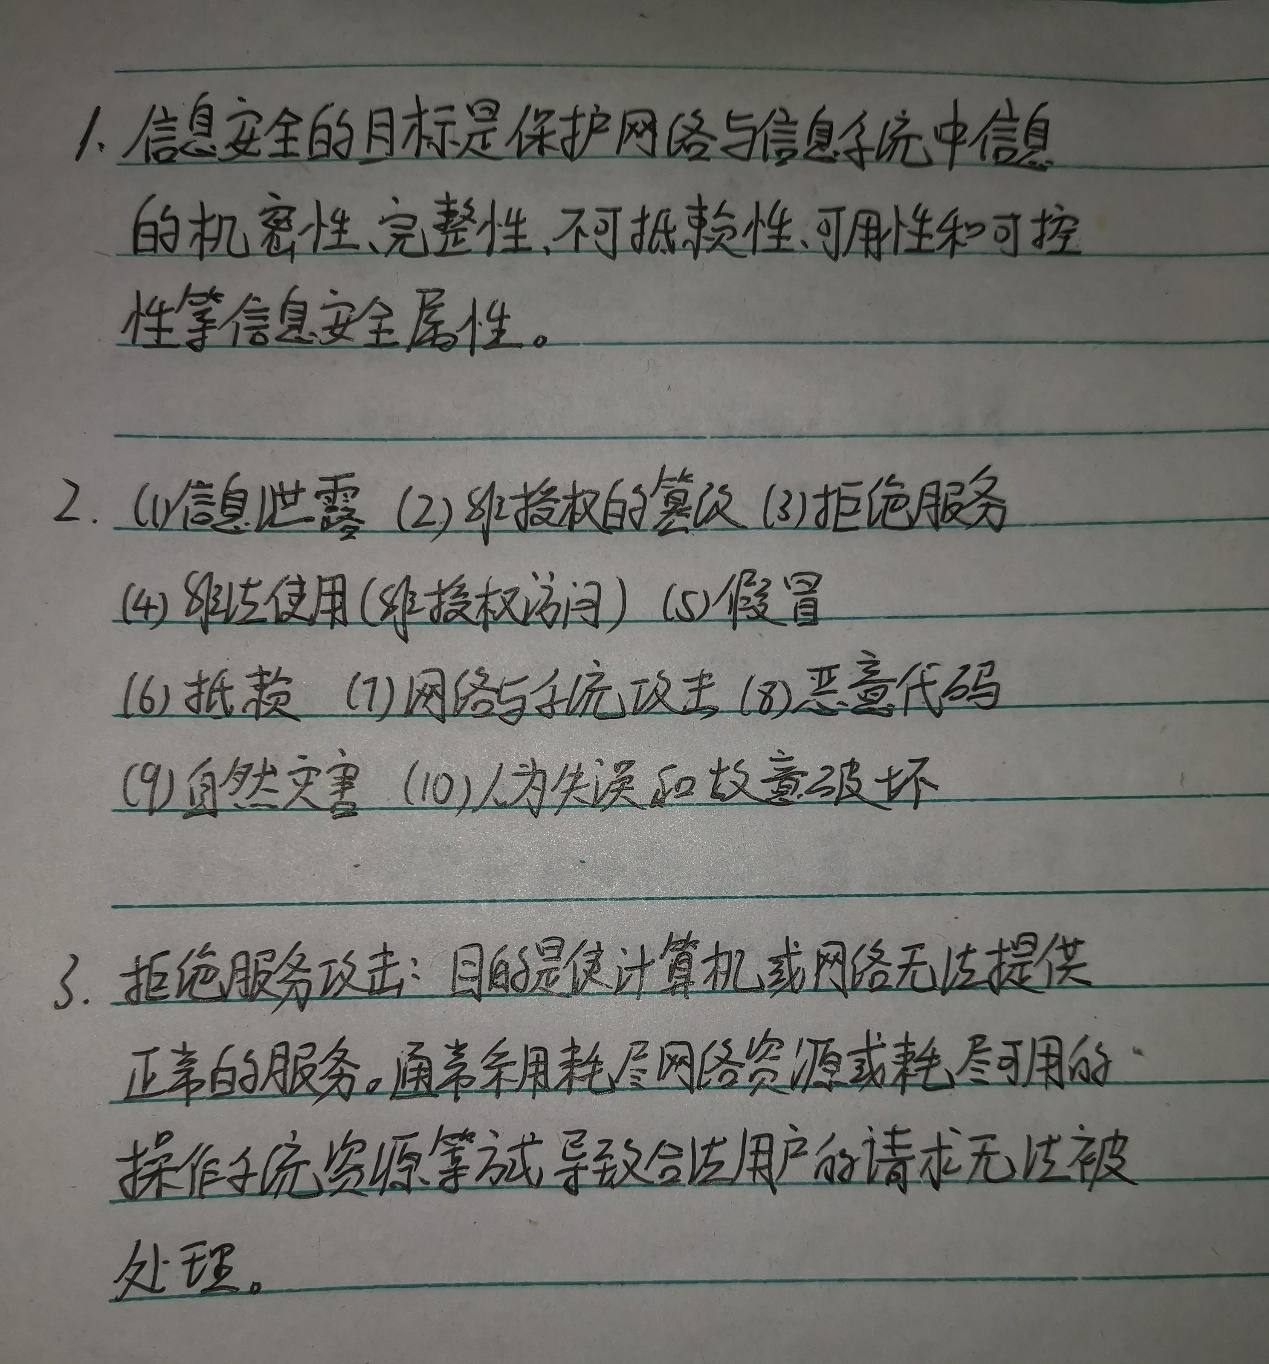 1. 信息安全的目标是保护网络与信息系统中信息
的机密性、完整性、不可抵赖性、可用性和可控
性等信息安全属性。
2. (1)信息泄露 (2)非授权的篡改 (3)拒绝服务
(4)非法使用(非授权访问) (5)假冒
(6)抵赖 (7)网络与系统攻击 (8)恶意代码
(9)自然灾害 (10)人为失误和故意破坏
3. 拒绝服务攻击：目的是使计算机或网络无法提供
正常的服务。通常采用耗尽网络资源或耗尽可用的
操作系统资源等方式,导致合法用户的请求无法被
处理。